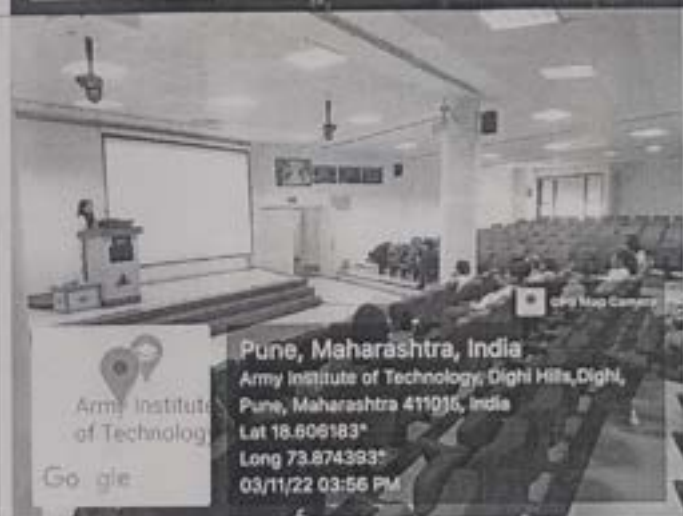 GPS Map Camera
Army Institute
of Technology
Google
Pune, Maharashtra, India
Army Institute of Technology, Dighi Hills,Dighi,
Pune, Maharashtra 411015, India
Lat 18.606183°
Long 73.874393°
03/11/22 03:56 PM